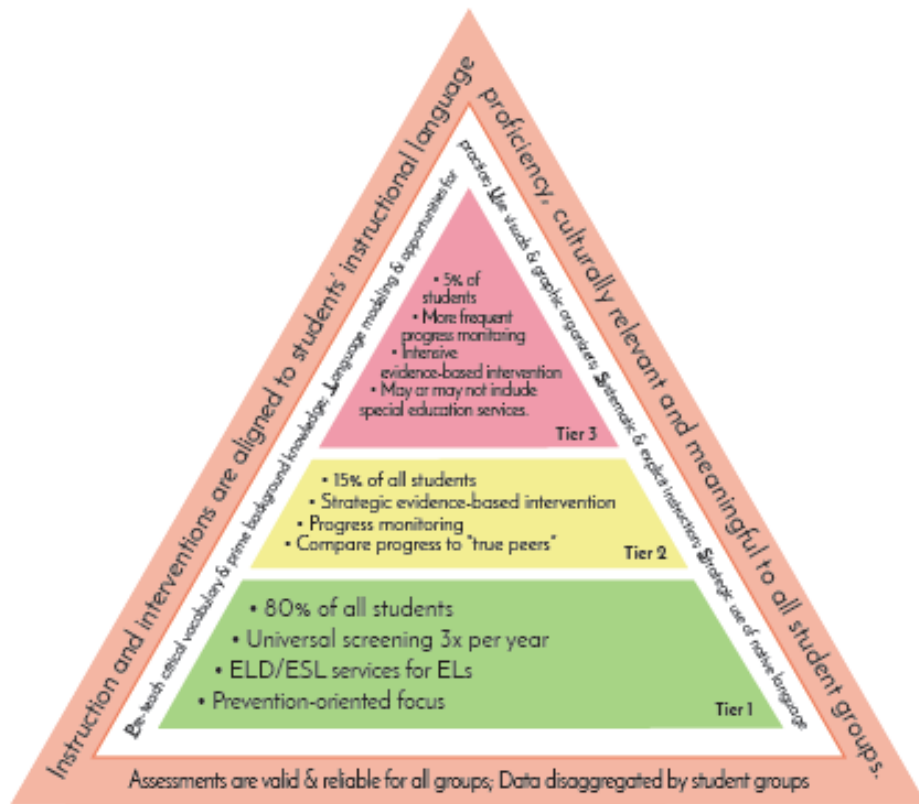 Instruction and interventions are aligned to students' instructional language
proficiency, culturally relevant and meaningful to all student groups.
Pre-teach critical vocabulary & prime background knowledge; Language modeling & opportunities for
practice; Use visuals & graphic organizers; Systematic & explicit instruction; Strategic use of native language
• 5% of
students
• More frequent
progress monitoring
• Intensive
evidence-based intervention
• May or may not include
special education services.
Tier 3
• 15% of all students
• Strategic evidence-based intervention
• Progress monitoring
• Compare progress to "true peers"
Tier 2
• 80% of all students
• Universal screening 3x per year
• ELD/ESL services for ELs
• Prevention-oriented focus
Tier 1
Assessments are valid & reliable for all groups; Data disaggregated by student groups